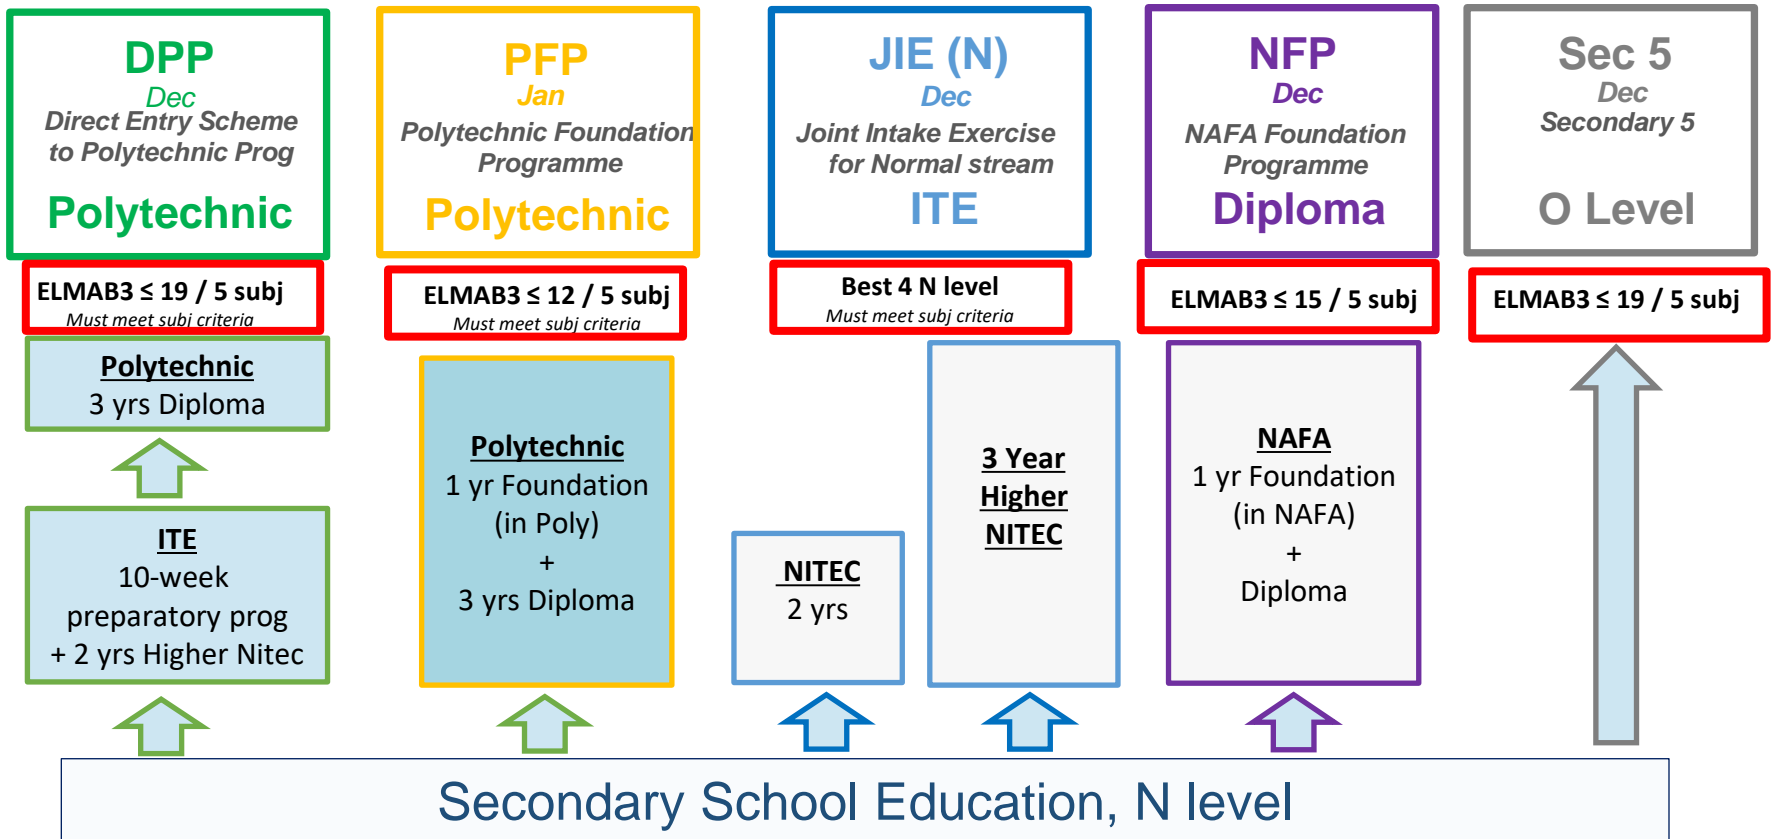 DPP
Dec
Direct Entry Scheme
to Polytechnic Prog
Polytechnic
ELMAB3 ≤ 19 / 5 subj
Must meet subj criteria
Polytechnic
3 yrs Diploma
ITE
10-week
preparatory prog
+ 2 yrs Higher Nitec
PFP
Jan
Polytechnic Foundation
Programme
Polytechnic
ELMAB3 ≤ 12 / 5 subj
Must meet subj criteria
Polytechnic
1 yr Foundation
(in Poly)
+
3 yrs Diploma
JIE (N)
Dec
Joint Intake Exercise
for Normal stream
ITE
Best 4 N level
Must meet subj criteria
NITEC
2 yrs
3 Year
Higher
NITEC
NFP
Dec
NAFA Foundation
Programme
Diploma
ELMAB3 ≤ 15 / 5 subj
NAFA
1 yr Foundation
(in NAFA)
+
Diploma
Sec 5
Dec
Secondary 5
O Level
ELMAB3 ≤ 19 / 5 subj
Secondary School Education, N level